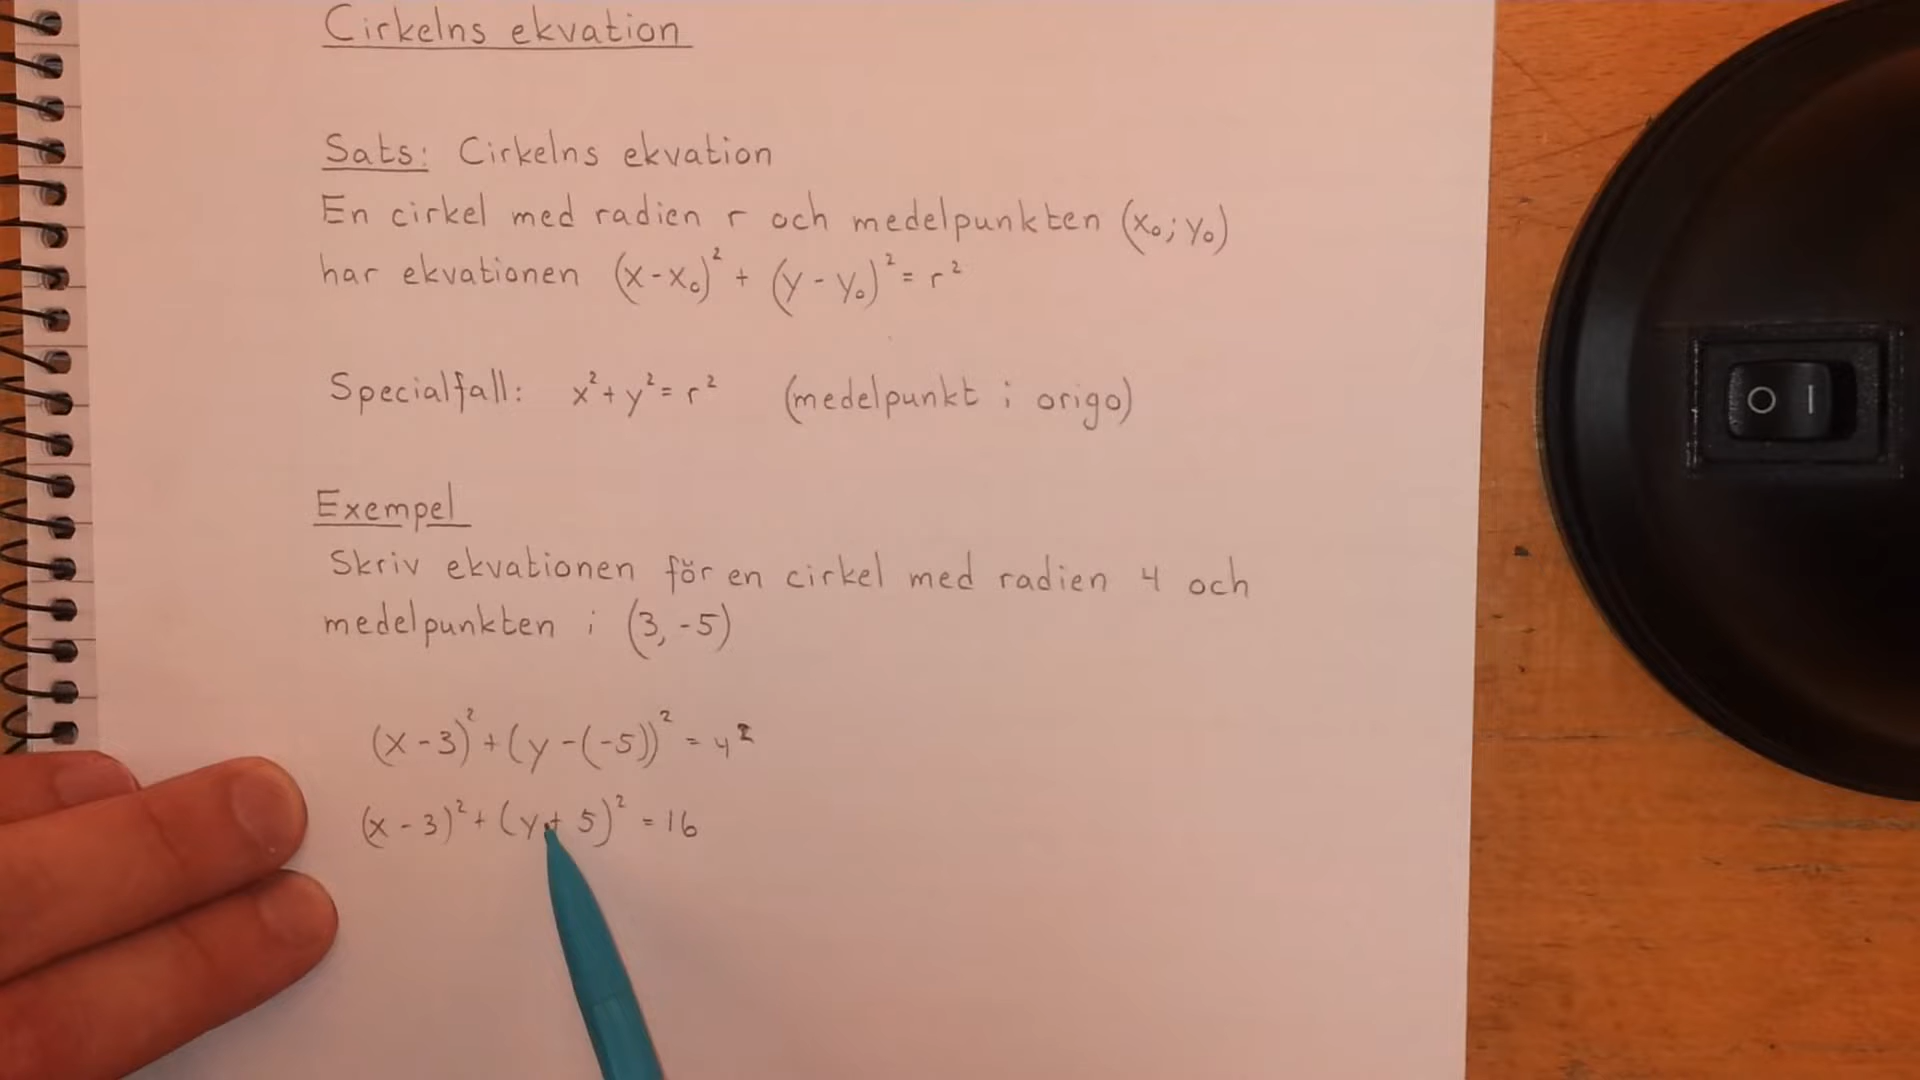 Cirkelns ekvation
Sats: Cirkelns ekvation
En cirkel med radien r och medelpunkten (x₀; y₀)
har ekvationen (x-x₀)² + (y - y₀)² = r²
Specialfall: x² + y² = r² (medelpunkt i origo)
Exempel
Skriv ekvationen för en cirkel med radien 4 och
medelpunkten i (3, -5)
(x - 3)² + (y - (-5))² = 4²
(x - 3)² + (y + 5)² = 16
O I